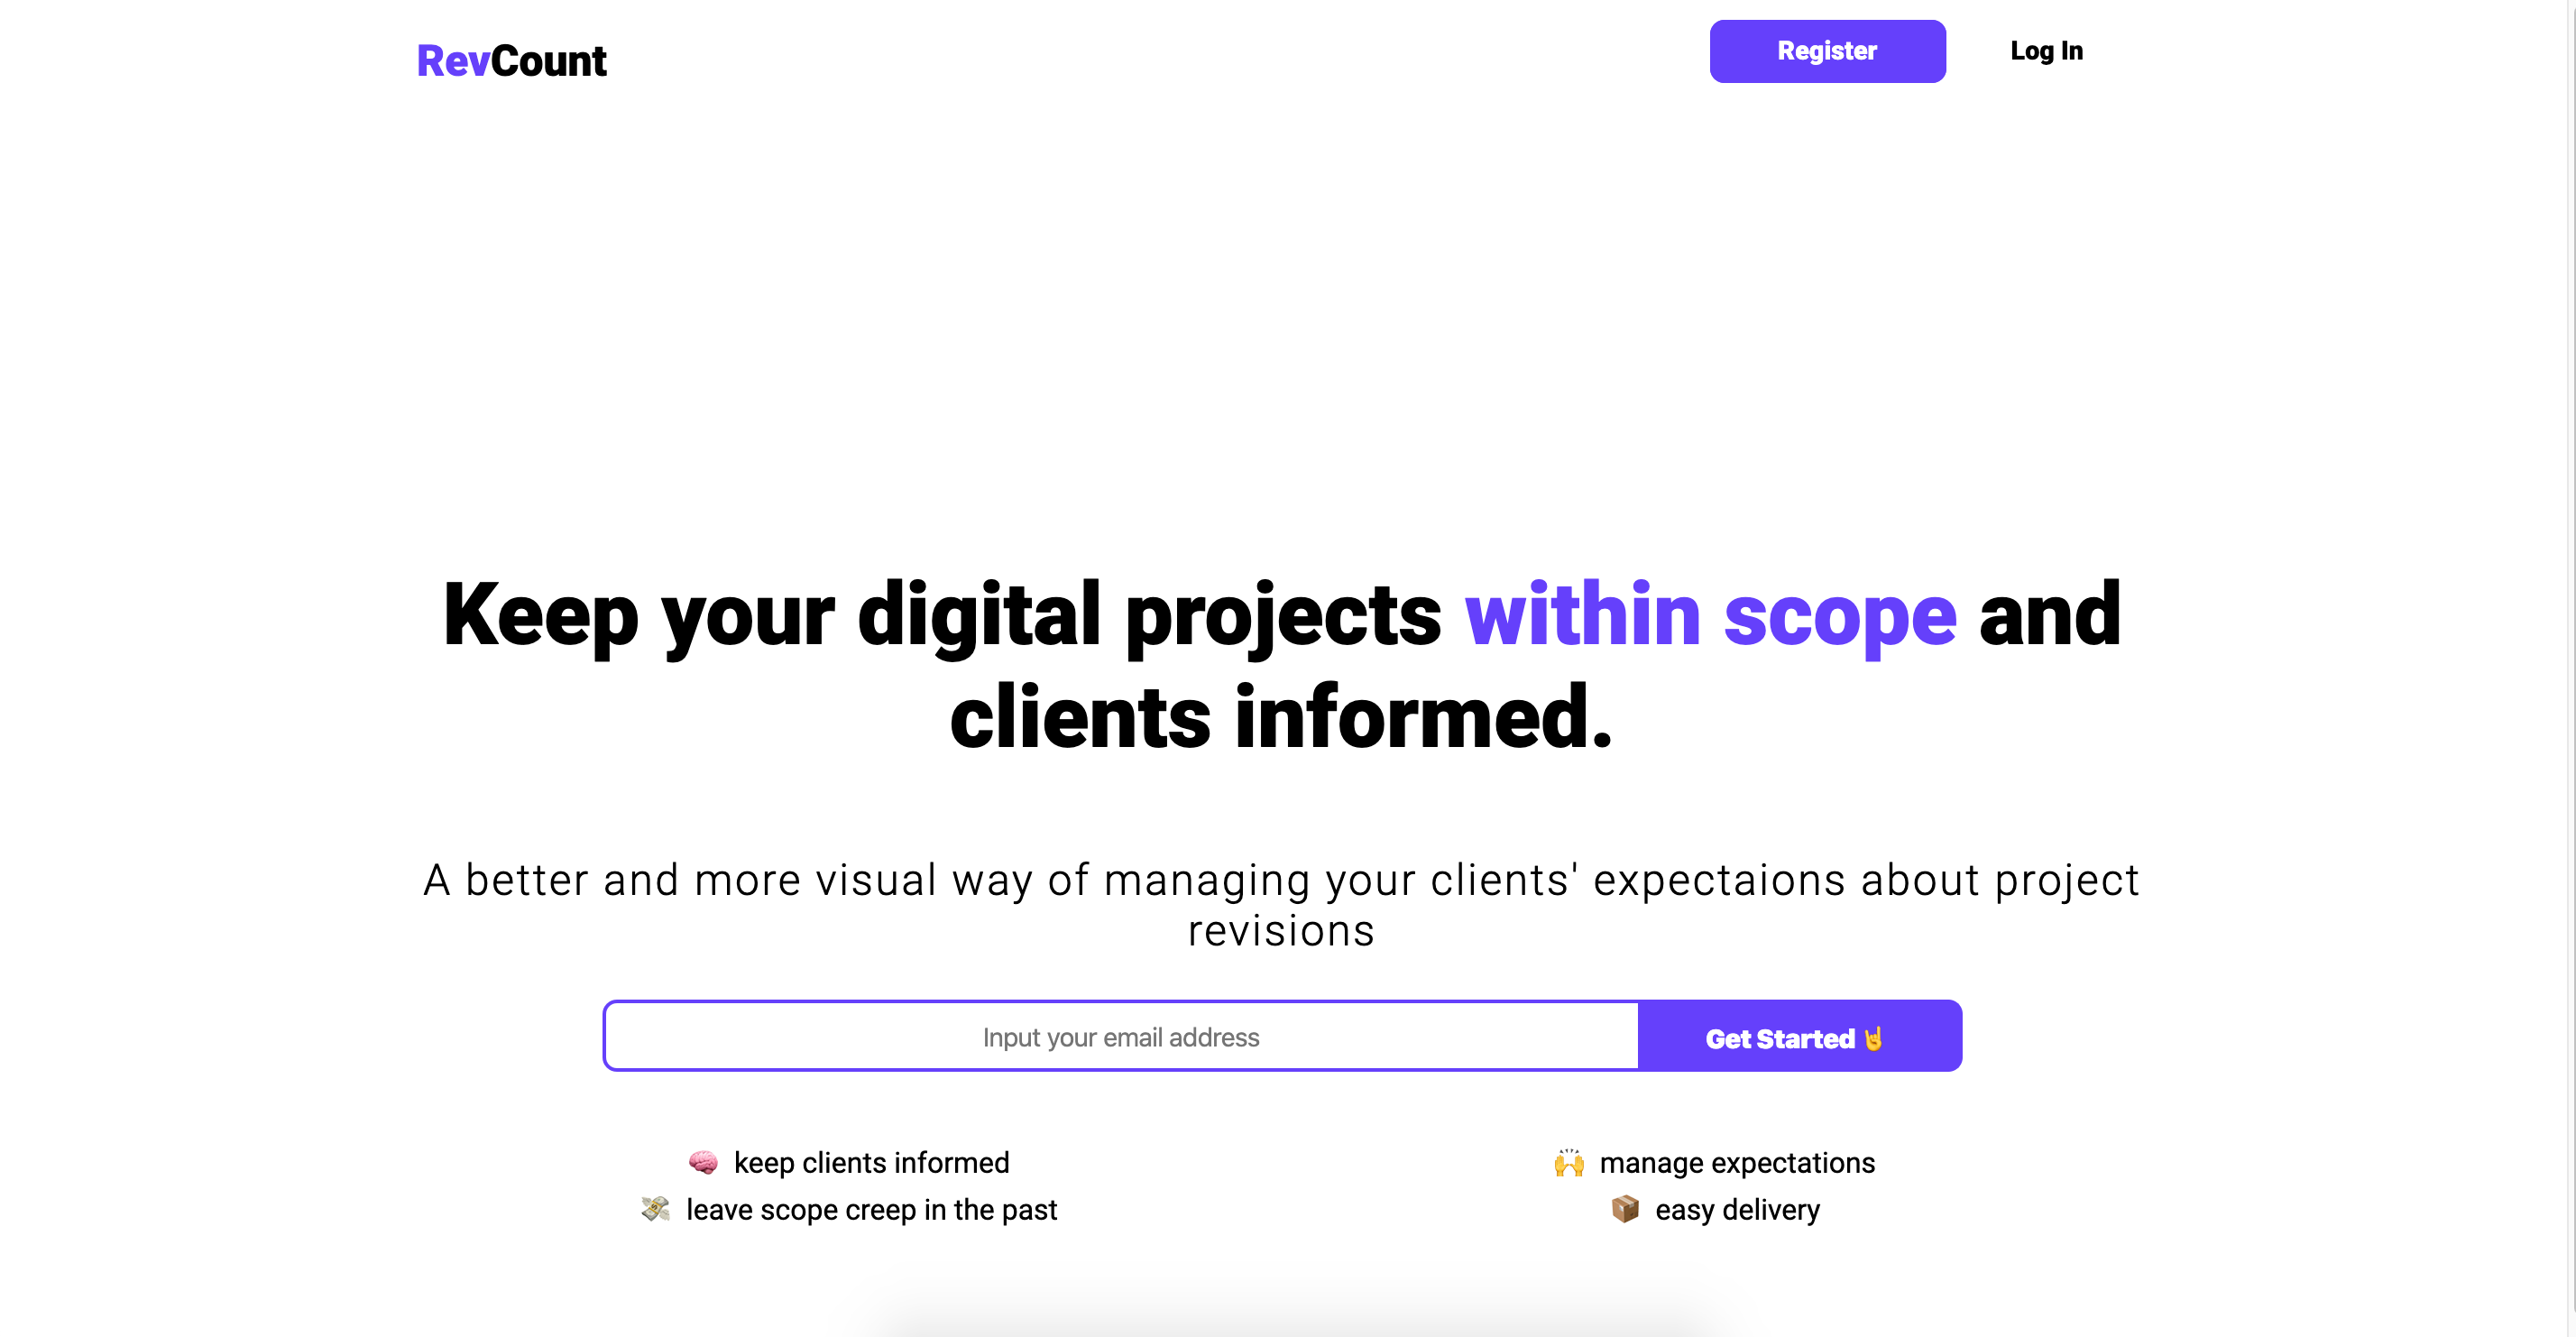 RevCount
Register
Log In
Keep your digital projects within scope and
clients informed.
A better and more visual way of managing your clients' expectaions about project
revisions
Input your email address
Get Started 🤘
🧠 keep clients informed
🙌 manage expectations
💸 leave scope creep in the past
📦 easy delivery